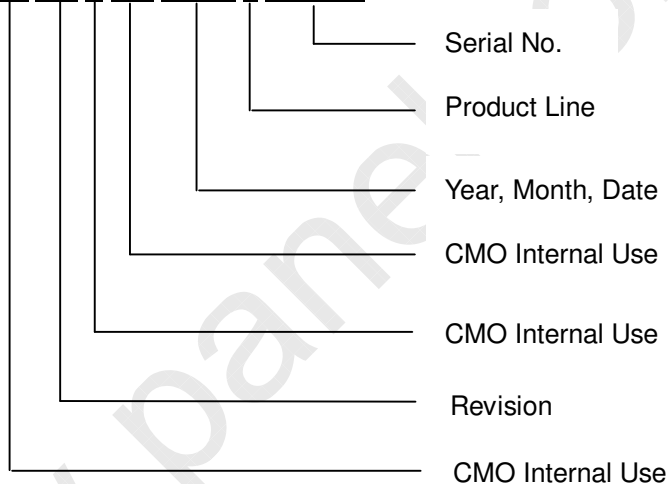 Serial No.
Product Line
Year, Month, Date
CMO Internal Use
CMO Internal Use
Revision
CMO Internal Use